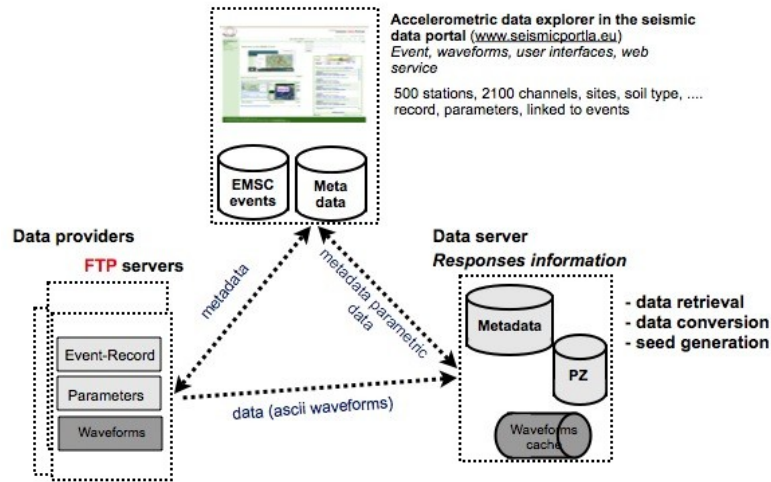 Accelerometric data explorer in the seismic
data portal (www.seismicportla.eu)
Event, waveforms, user interfaces, web
service
500 stations, 2100 channels, sites, soil type, ....
record, parameters, linked to events
EMSC
events
Meta
data
Data providers
FTP servers
Data server
Responses information
metadata
metadata parametric
data
Metadata
- data retrieval
- data conversion
- seed generation
Event-Record
PZ
Parameters
data (ascii waveforms)
Waveforms
Waveforms
cache